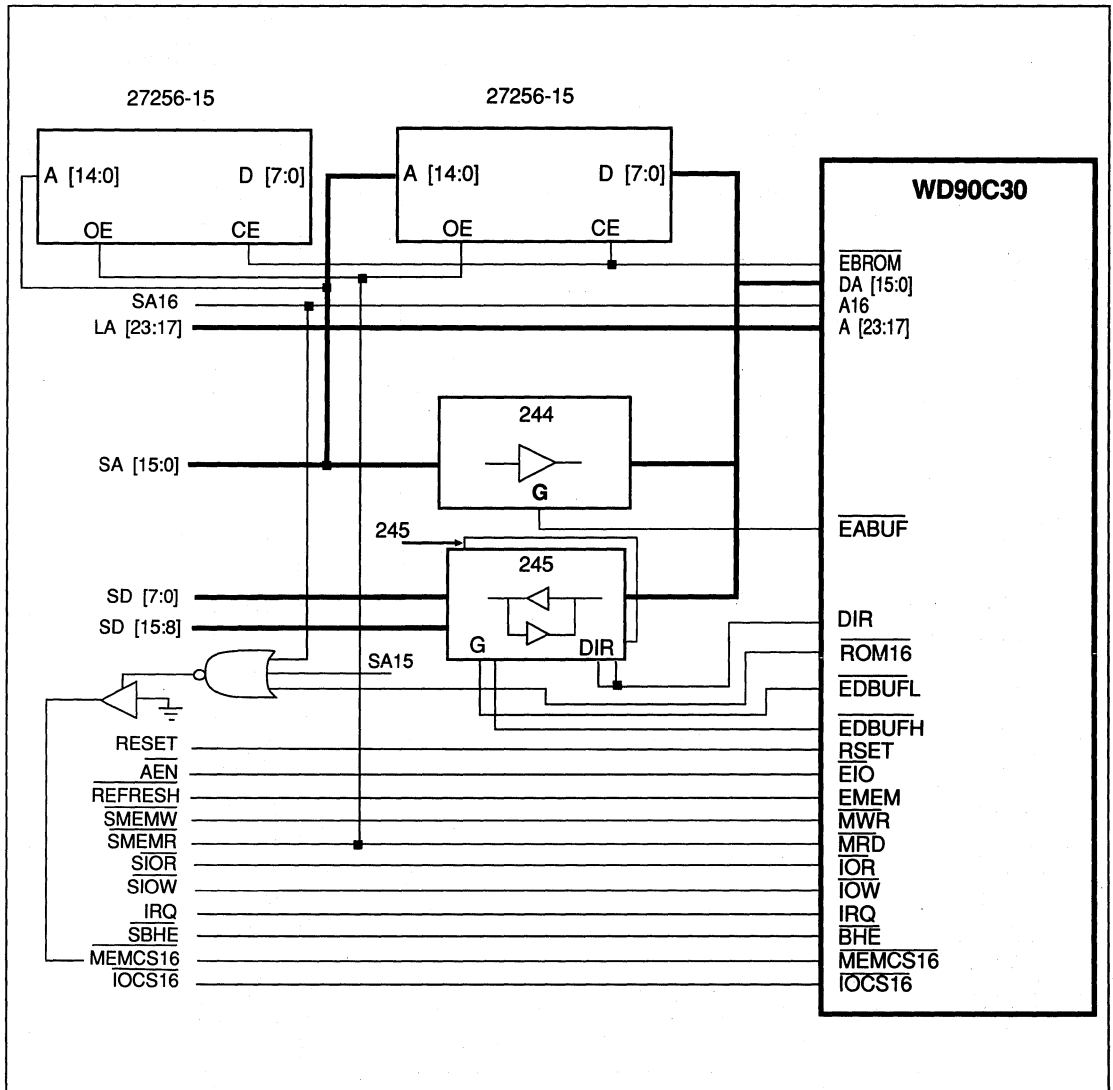 27256-15
27256-15
A [14:0]
D [7:0]
OE
CE
A [14:0]
D [7:0]
OE
CE
WD90C30
EBROM
DA [15:0]
SA16
A16
LA [23:17]
A [23:17]
244
SA [15:0]
G
EABUF
245
245
SD [7:0]
SD [15:8]
G
DIR
DIR
SA15
ROM16
EDBUFL
EDBUFH
RESET
RSET
AEN
EIO
REFRESH
EMEM
SMEMW
MWR
SMEMR
MRD
SIOR
IOR
SIOW
IOW
IRQ
IRQ
SBHE
BHE
MEMCS16
MEMCS16
IOCS16
IOCS16